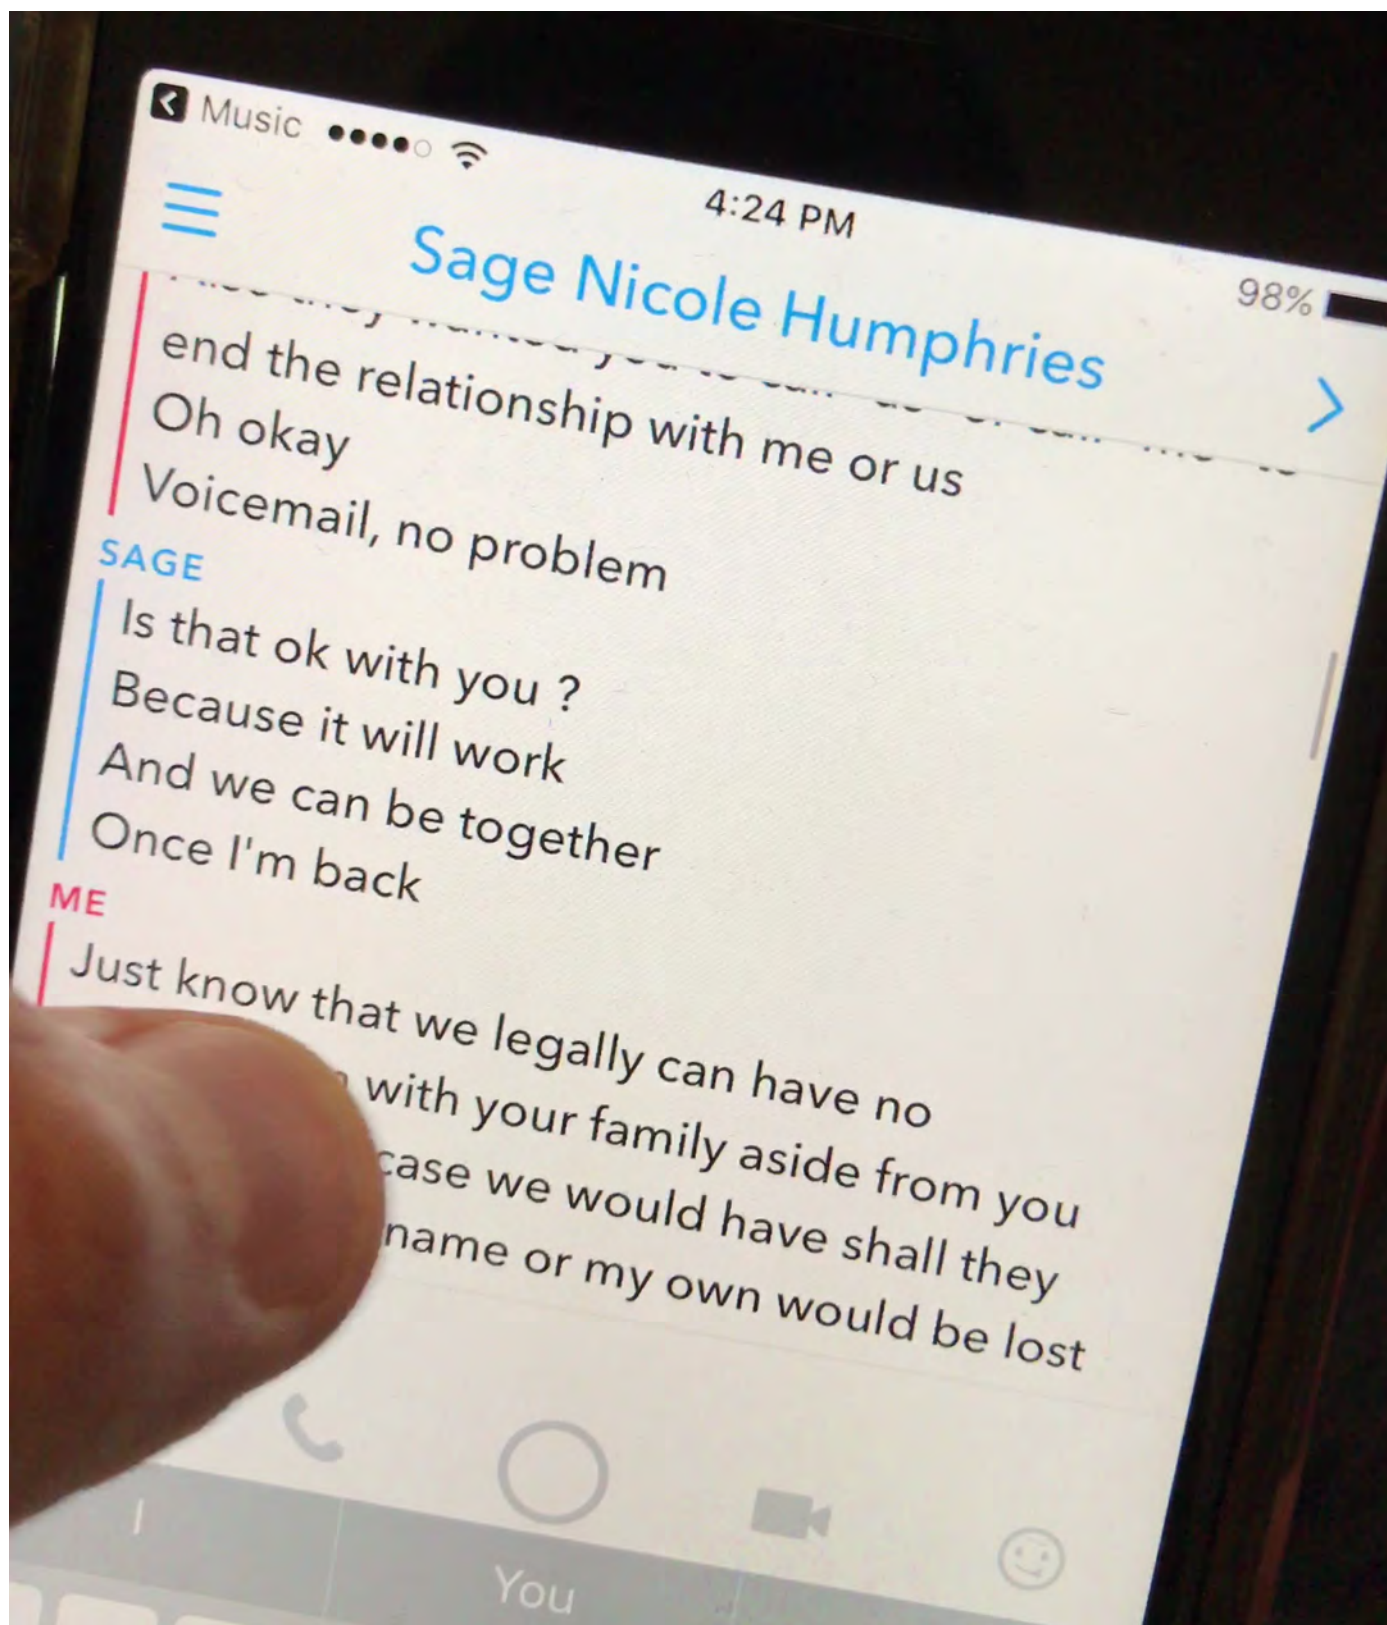 Music
4:24 PM
98%
Sage Nicole Humphries
end the relationship with me or us
Oh okay
Voicemail, no problem
SAGE
Is that ok with you ?
Because it will work
And we can be together
Once I'm back
ME
Just know that we legally can have no
with your family aside from you
case we would have shall they
name or my own would be lost
I
You